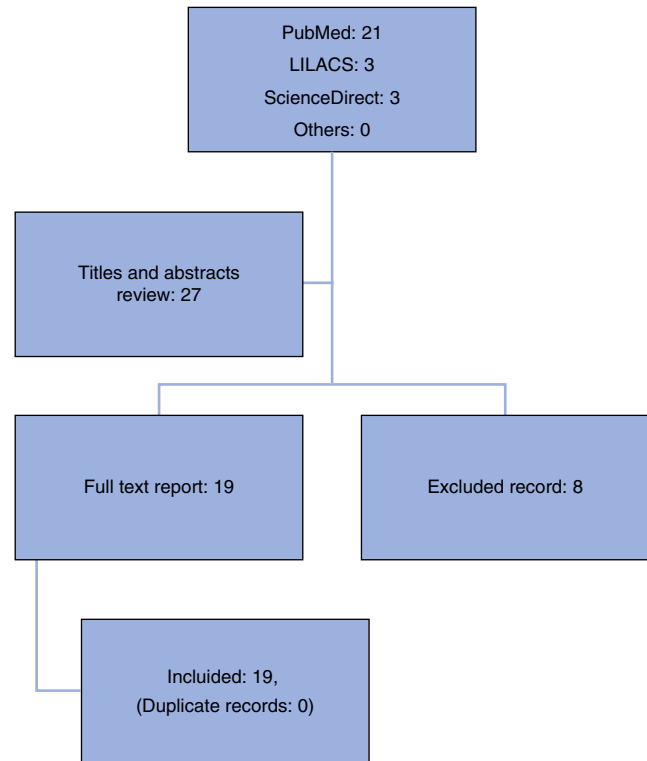 PubMed: 21
LILACS: 3
ScienceDirect: 3
Others: 0
Titles and abstracts
review: 27
Full text report: 19
Excluded record: 8
Incluided: 19,
(Duplicate records: 0)